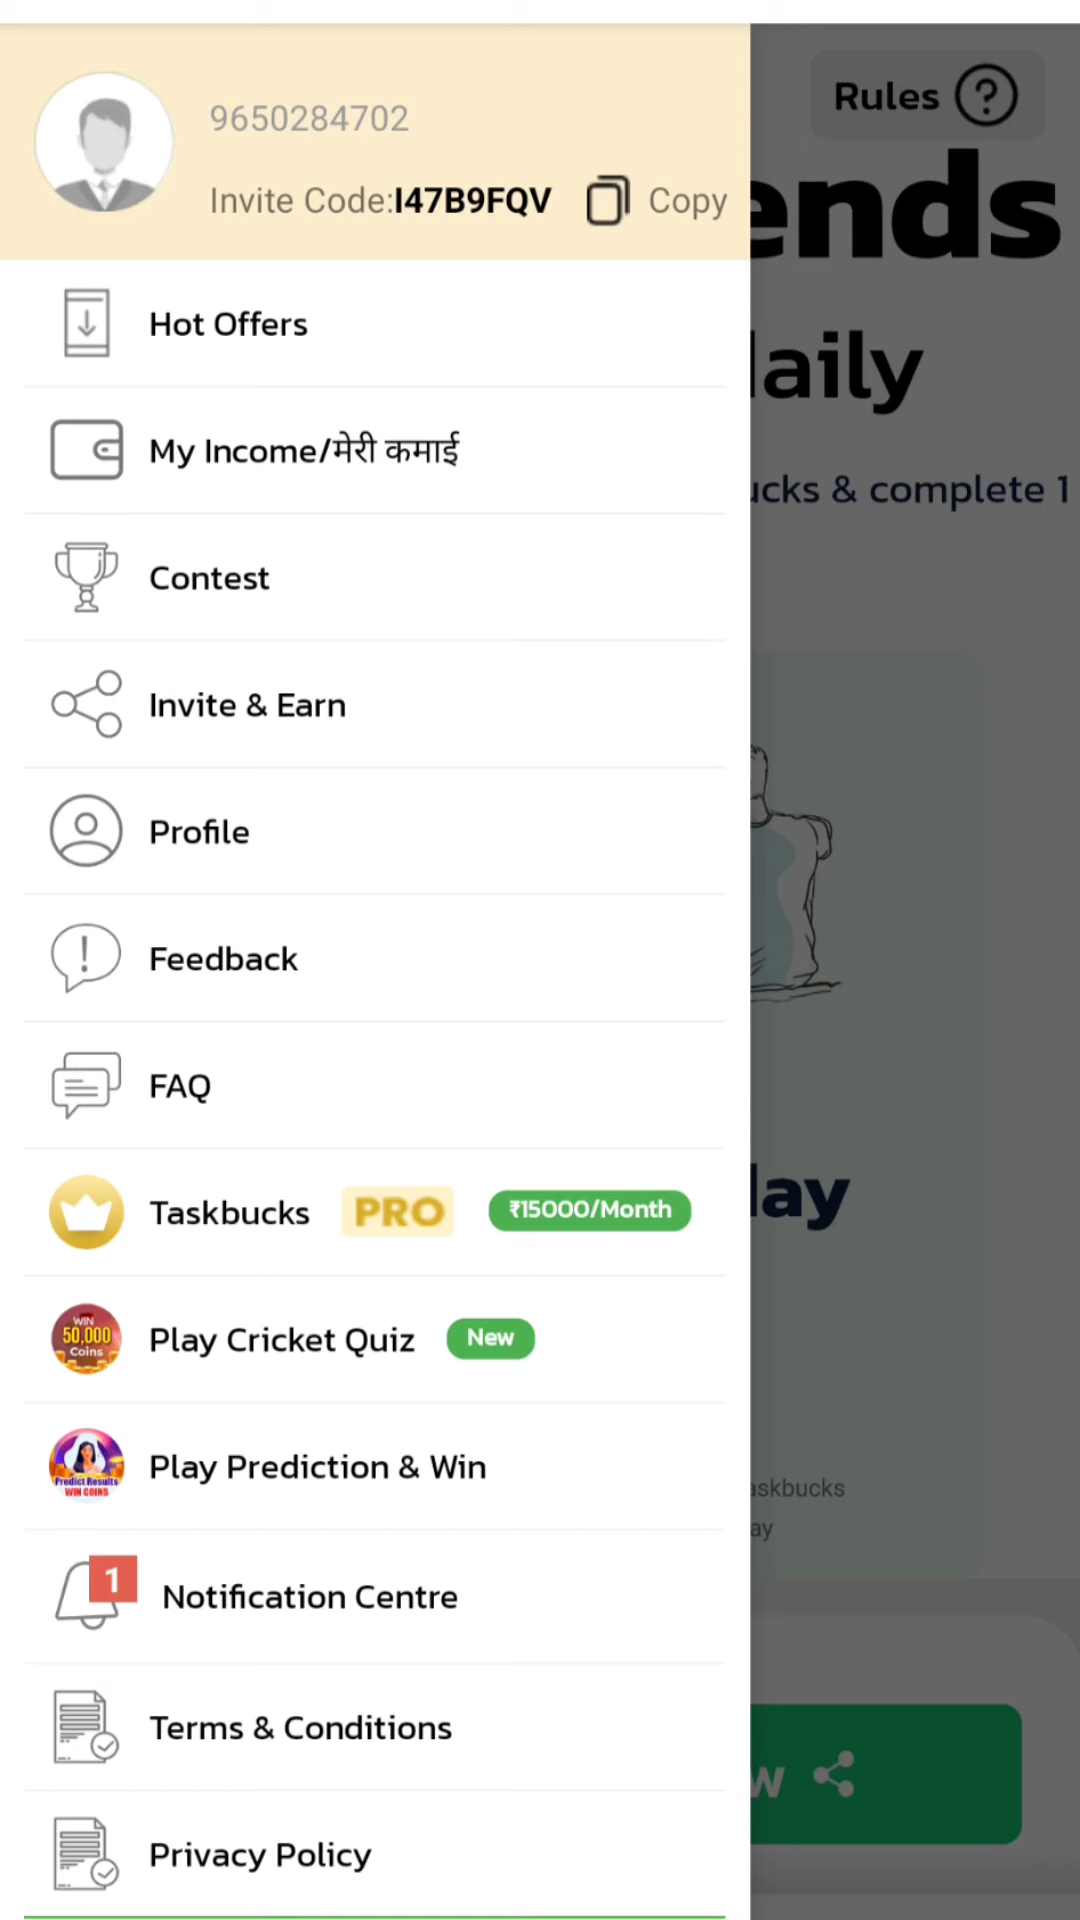 9650284702
Invite Code:I47B9FQV Copy
Rules ?
ends
Hot Offers
aily
My Income/मेरी कमाई
ucks & complete 1
Contest
Invite & Earn
Profile
Feedback
FAQ
Taskbucks PRO ₹15000/Month
lay
WIN
50,000
Coins
Play Cricket Quiz New
Predict Results
WIN COINS
Play Prediction & Win
askbucks
ay
1
Notification Centre
Terms & Conditions
w
Privacy Policy